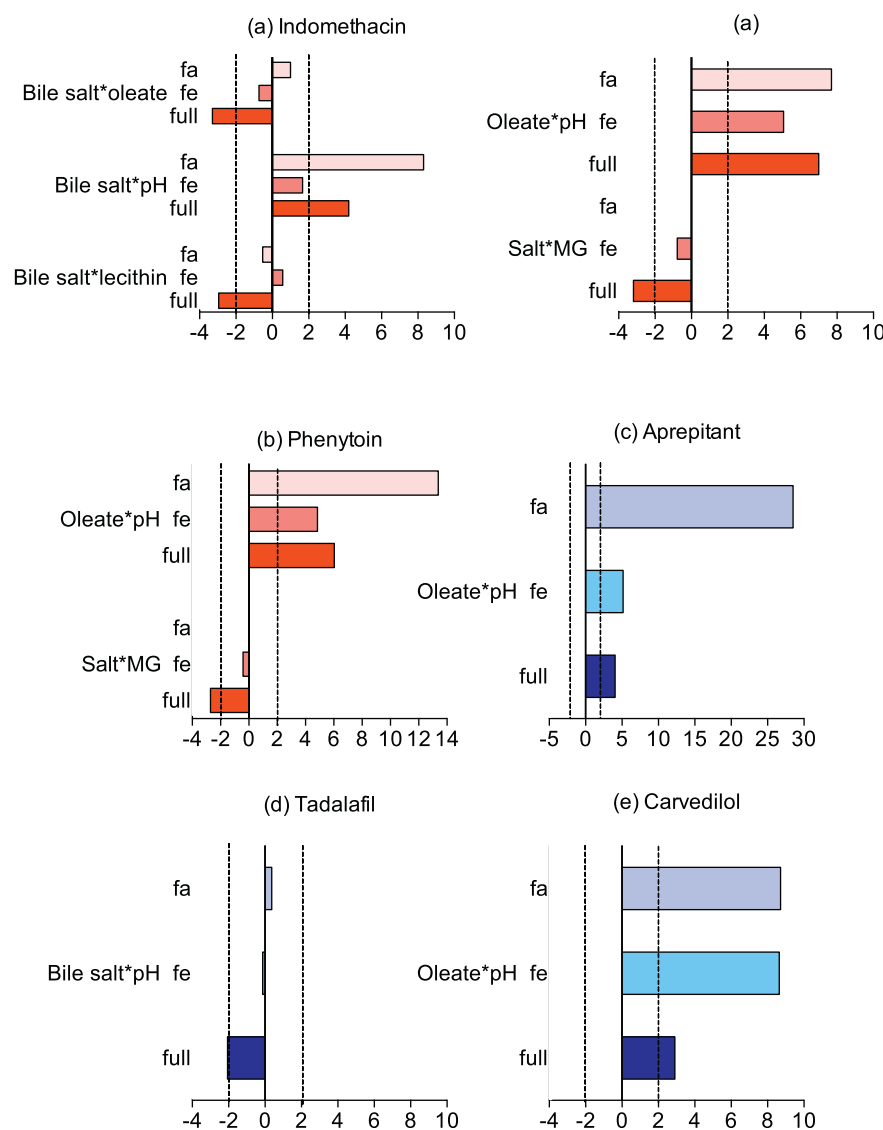 (a) Indomethacin
fa
Bile salt*oleate fe
full
fa
Bile salt*pH fe
full
fa
Bile salt*lecithin fe
full
-4 -2 0 2 4 6 8 10
(a)
fa
Oleate*pH fe
full
fa
Salt*MG fe
full
-4 -2 0 2 4 6 8 10
(b) Phenytoin
fa
Oleate*pH fe
full
fa
Salt*MG fe
full
-4 -2 0 2 4 6 8 10 12 14
(c) Aprepitant
fa
Oleate*pH fe
full
-5 0 5 10 15 20 25 30
(d) Tadalafil
fa
Bile salt*pH fe
full
-4 -2 0 2 4 6 8 10
(e) Carvedilol
fa
Oleate*pH fe
full
-4 -2 0 2 4 6 8 10